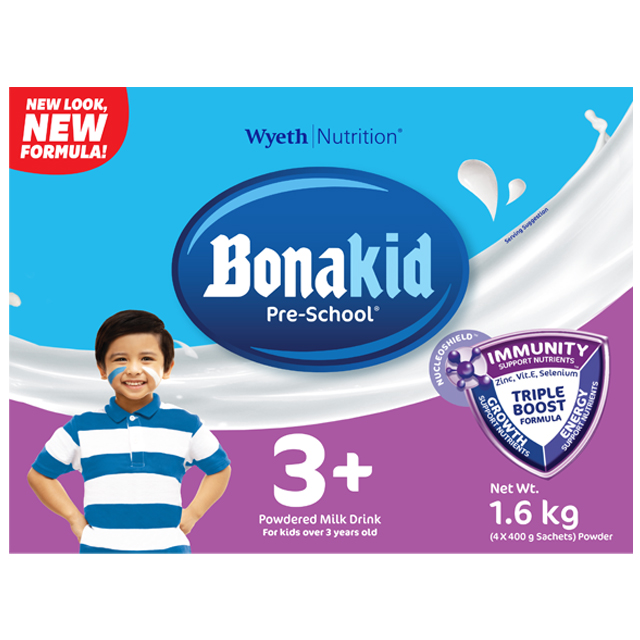 NEW LOOK,
NEW
FORMULA!
Wyeth | Nutrition®
Serving Suggestion
Bonakid
Pre-School®
NUCLEOSHIELD™
IMMUNITY
SUPPORT NUTRIENTS
Zinc, Vit.E, Selenium
TRIPLE
BOOST
FORMULA
GROWTH
SUPPORT NUTRIENTS
ENERGY
SUPPORT NUTRIENTS
3+
Powdered Milk Drink
For kids over 3 years old
Net Wt.
1.6 kg
(4 X 400 g Sachets) Powder